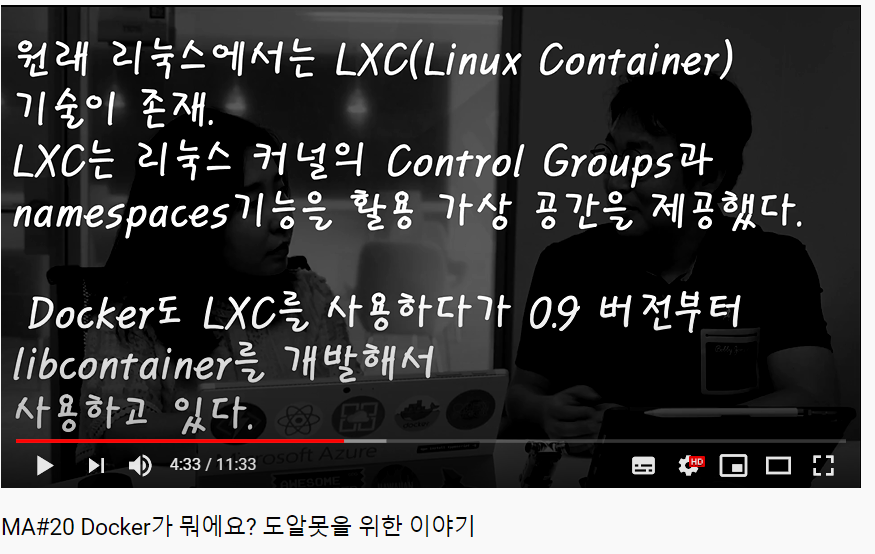 원래 리눅스에서는 LXC(Linux Container)
기술이 존재.
LXC는 리눅스 커널의 Control Groups과
namespaces기능을 활용 가상 공간을 제공했다.
Docker도 LXC를 사용하다가 0.9 버전부터
libcontainer를 개발해서
사용하고 있다.
Microsoft Azure
AWESOME
4:33 / 11:33
HD
MA#20 Docker가 뭐에요? 도알못을 위한 이야기